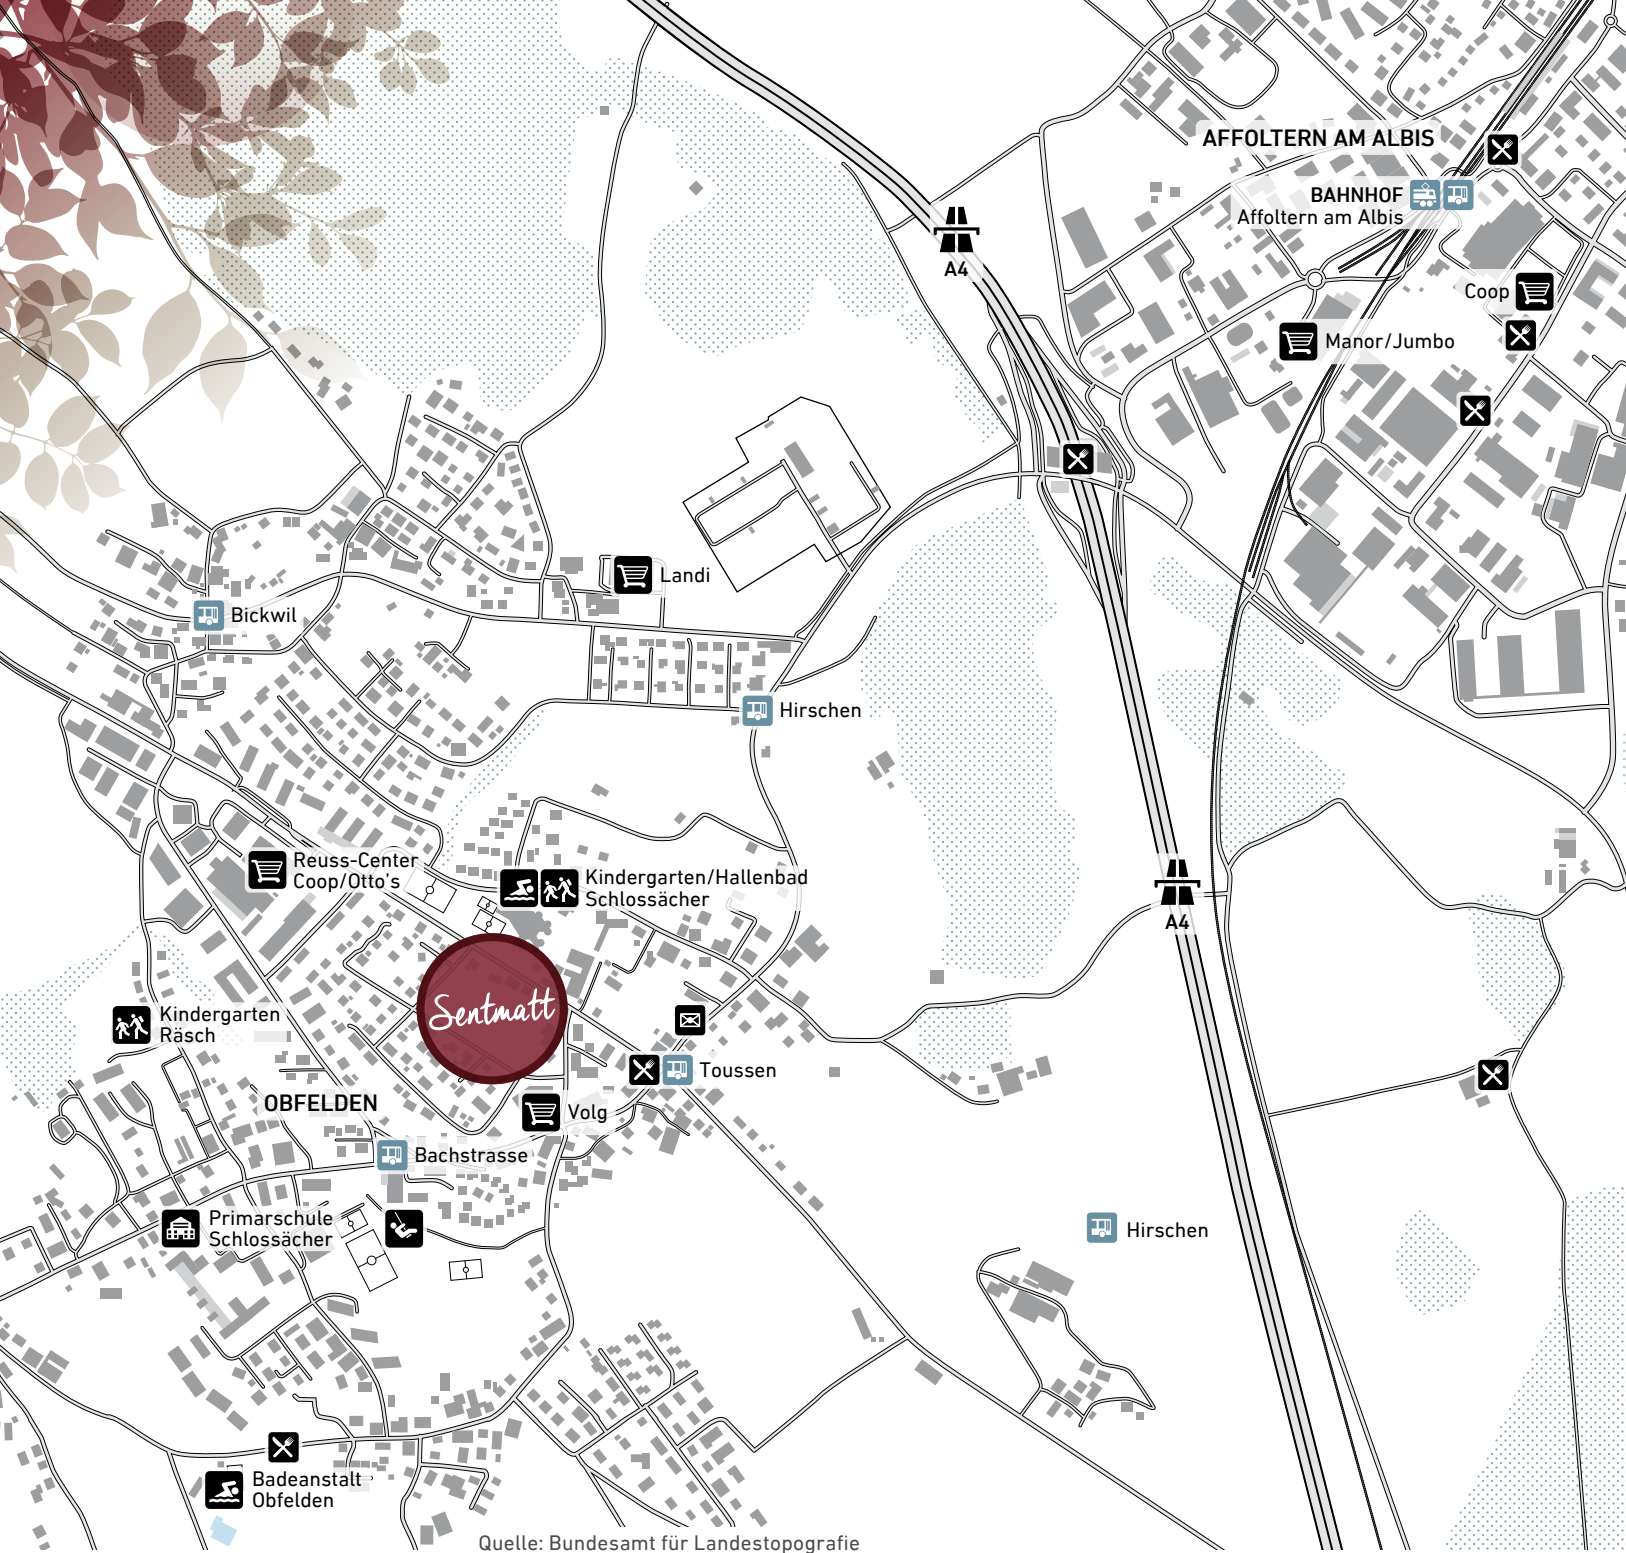 AFFOLTERN AM ALBIS
BAHNHOF
Affoltern am Albis
A4
Coop
Manor/Jumbo
Landi
Bickwil
Hirschen
Reuss-Center
Coop/Otto's
Kindergarten/Hallenbad
Schlossächer
A4
Sentmatt
Kindergarten
Räsch
Toussen
OBFELDEN
Volg
Bachstrasse
Primarschule
Schlossächer
Hirschen
Badeanstalt
Obfelden
Quelle: Bundesamt für Landestopografie